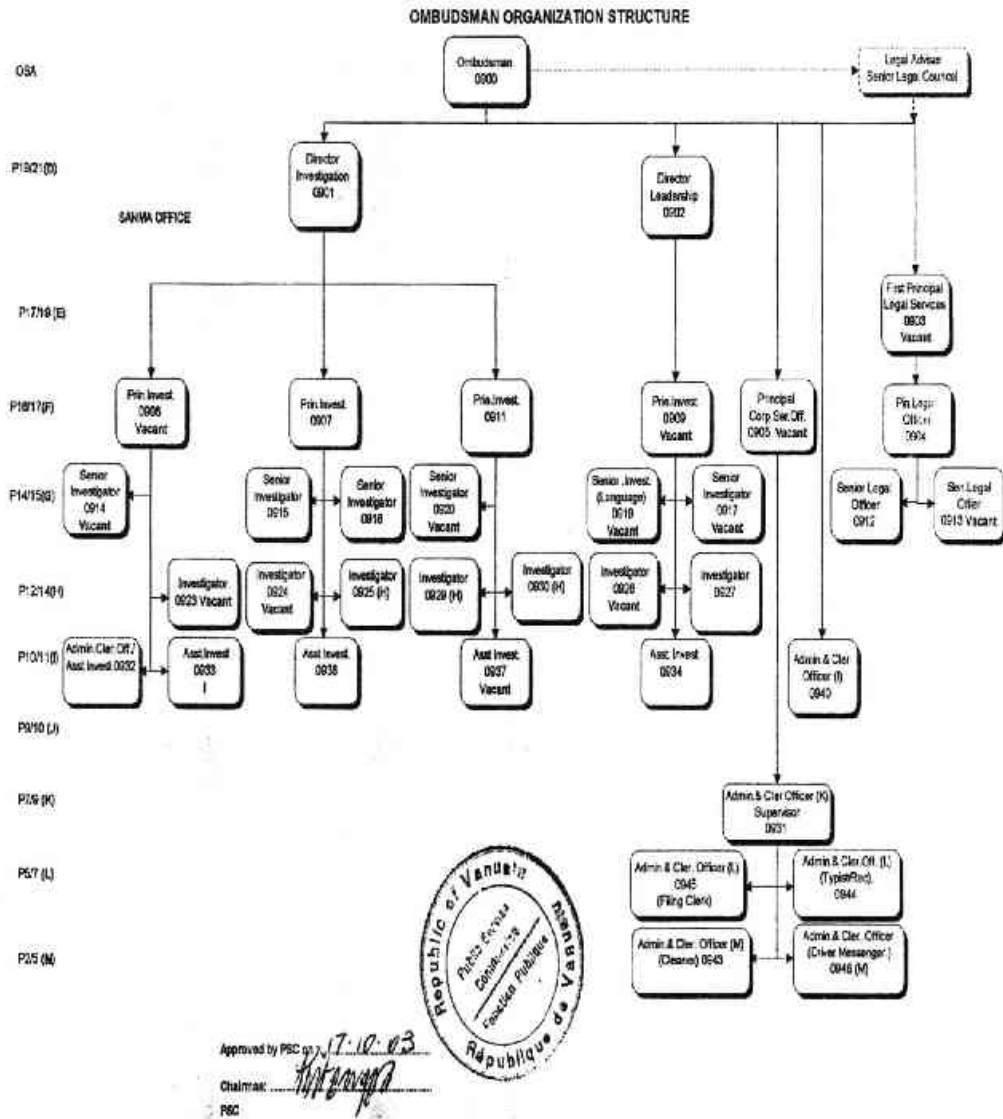 OMBUDSMAN ORGANIZATION STRUCTURE
OSA
Ombudsman
0900
Legal Adviser
Senior Legal Council
P19/21(D)
Director
Investigation
0901
Director
Leadership
0902
SANMA OFFICE
P17/19 (E)
First Principal
Legal Services
0903
Vacant
P16/17(F)
Prin.Invest.
0906
Vacant
Prin.Invest.
0907
Prin.Invest.
0911
Prin.Invest.
0909
Vacant
Principal
Corp Ser.Off.
0905 Vacant
Pin.Legal
Officer
0904
P14/15(G)
Senior
Investigator
0914
Vacant
Senior
Investigator
0915
Senior
Investigator
0916
Senior
Investigator
0920
Vacant
Senior .Invest.
(Language)
0919
Vacant
Senior
Investigator
0917
Vacant
Senior Legal
Officer
0912
Sen.Legal
0913 Vacant
P12/14(H)
Investigator
0923 Vacant
Investigator
0924
Vacant
Investigator
0925 (H)
Investigator
0929 (H)
Investigator
0930 (H)
Investigator
0926
Vacant
Investigator
0927
P10/11(I)
Admin.Cler.Off./
Asst.Invest.0932
Asst.Invest
0933
I
Asst.Invest.
0936
Asst.Invest.
0937
Vacant
Asst.Invest.
0934
Admin.& Cler
Officer (I)
0940
P9/10 (J)
P7/9 (K)
Admin.& Cler Officer (K)
Supervisor
0931
P5/7 (L)
Admin & Cler. Officer (L)
0945
(Filing Clerk)
Admin & Cler.Off. (L)
(Typist/Rec).
0944
P2/5 (M)
Admin.& Cler. Officer (M)
(Cleaner) 0943
Admin.& Cler. Officer
(Driver Messenger.)
0946 (M)
Republic of Vanuatu
Public Service
Commission
Fonction Publique
République de Vanuatu
Approved by PSC on 17.10.03
Chairman:
PSC